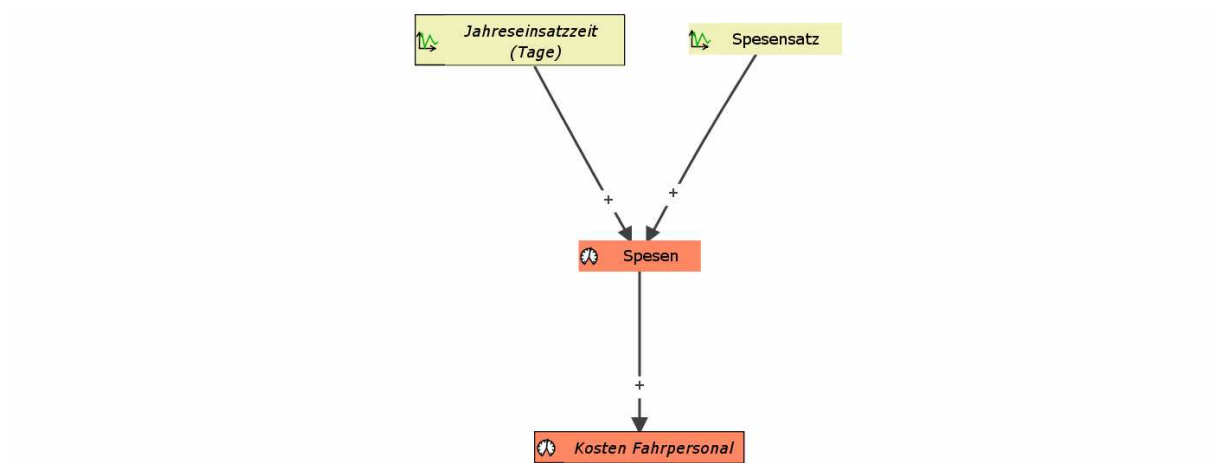 Jahreseinsatzzeit
(Tage)
Spesensatz
+
+
Spesen
+
Kosten Fahrpersonal